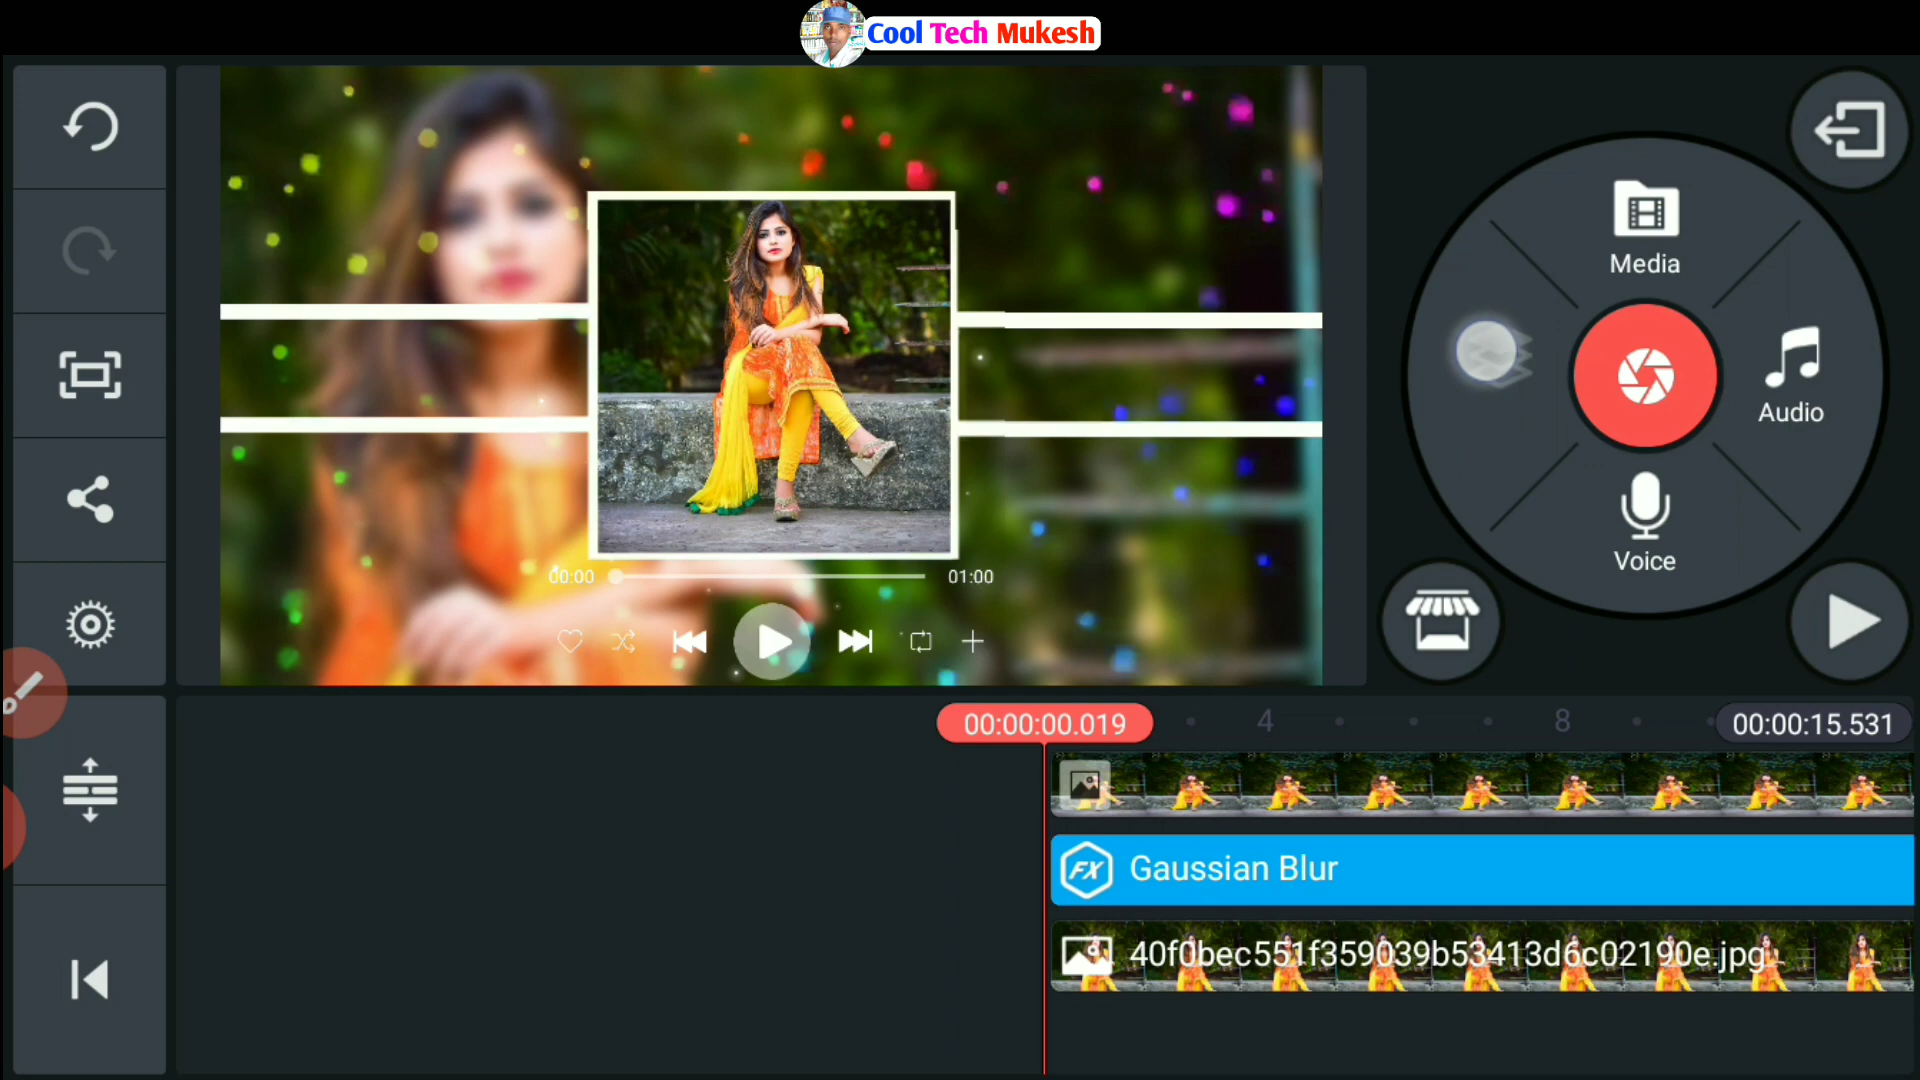 Cool Tech Mukesh
Media
Audio
Voice
00:00
01:00
00:00:00.019
4
8
00:00:15.531
FX Gaussian Blur
40f0bec551f359039b53413d6c02190e.jpg